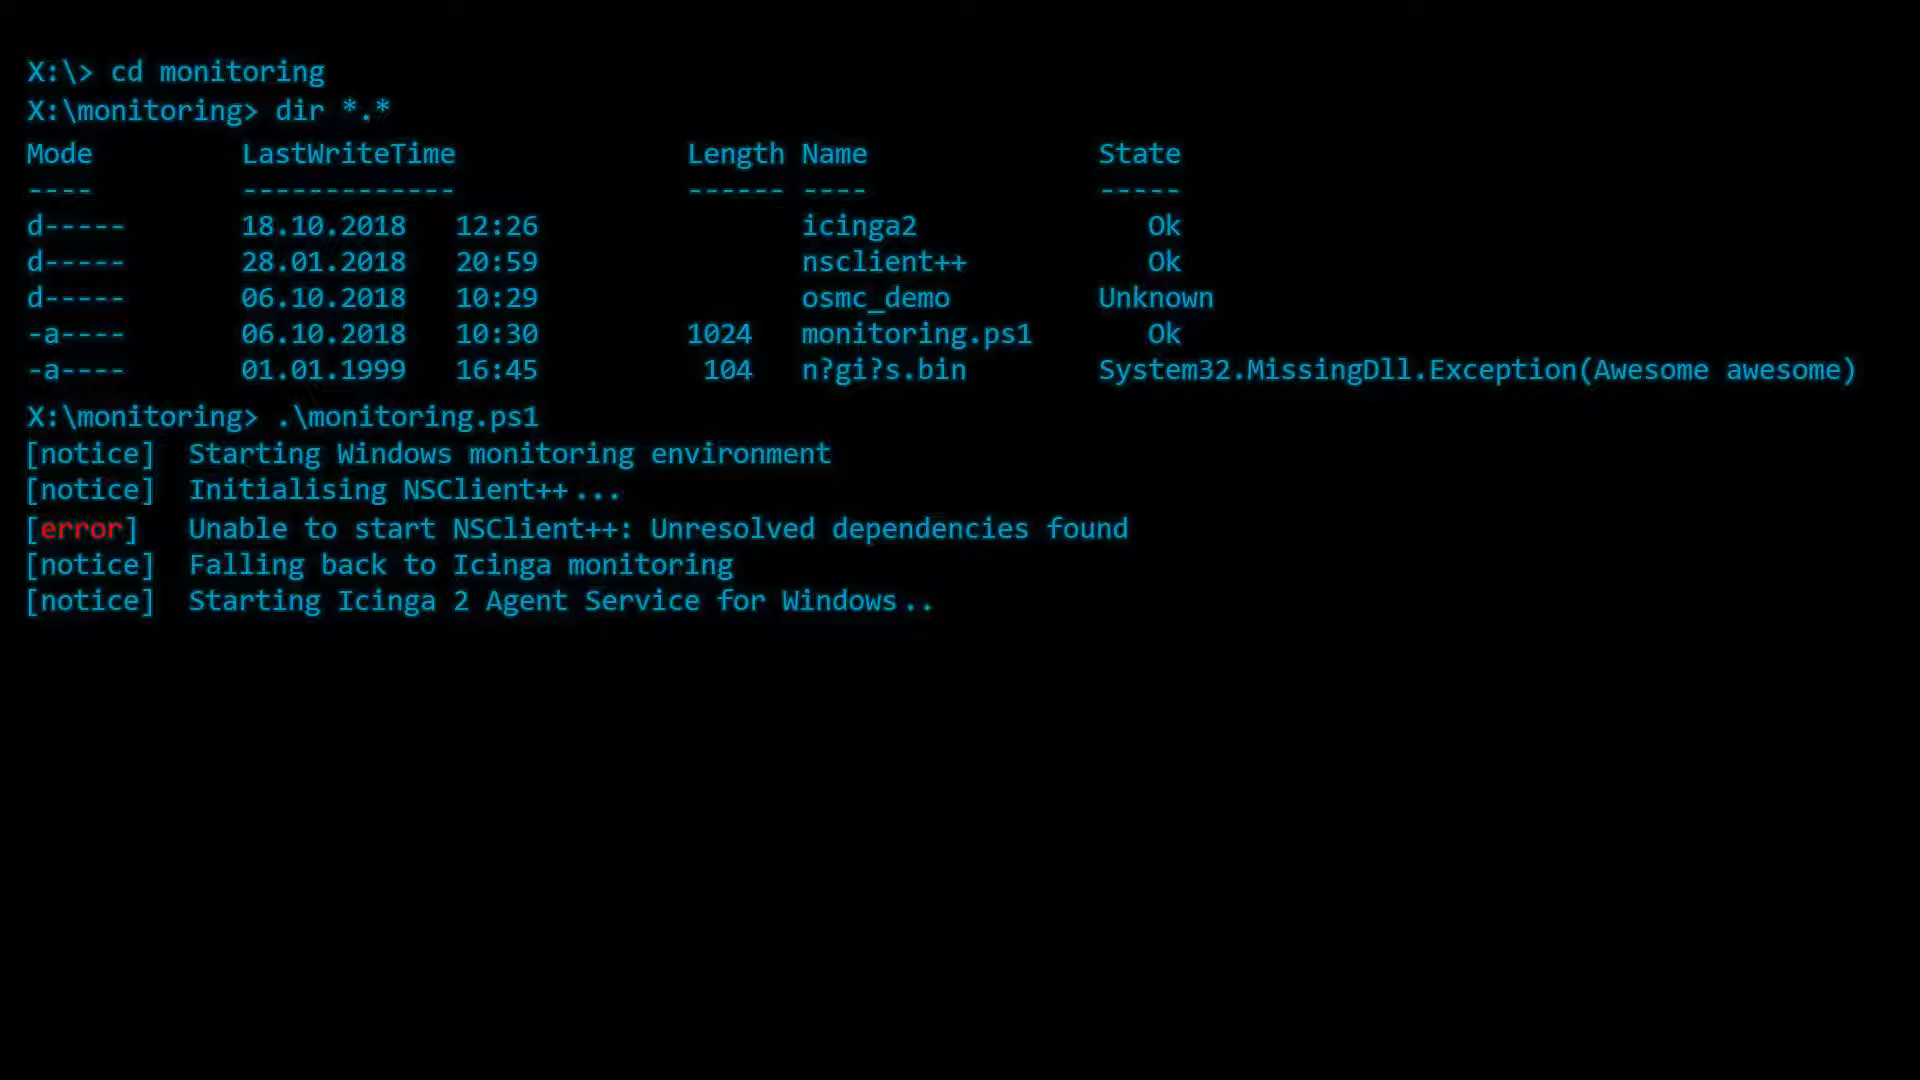 X:\> cd monitoring
X:\monitoring> dir *.*
Mode LastWriteTime Length Name State
---- ------------- ------ ---- -----
d----- 18.10.2018 12:26 icinga2 Ok
d----- 28.01.2018 20:59 nsclient++ Ok
d----- 06.10.2018 10:29 osmc_demo Unknown
-a---- 06.10.2018 10:30 1024 monitoring.ps1 Ok
-a---- 01.01.1999 16:45 104 n?gi?s.bin System32.MissingDll.Exception(Awesome awesome)
X:\monitoring> .\monitoring.ps1
[notice] Starting Windows monitoring environment
[notice] Initialising NSClient++...
[error] Unable to start NSClient++: Unresolved dependencies found
[notice] Falling back to Icinga monitoring
[notice] Starting Icinga 2 Agent Service for Windows..